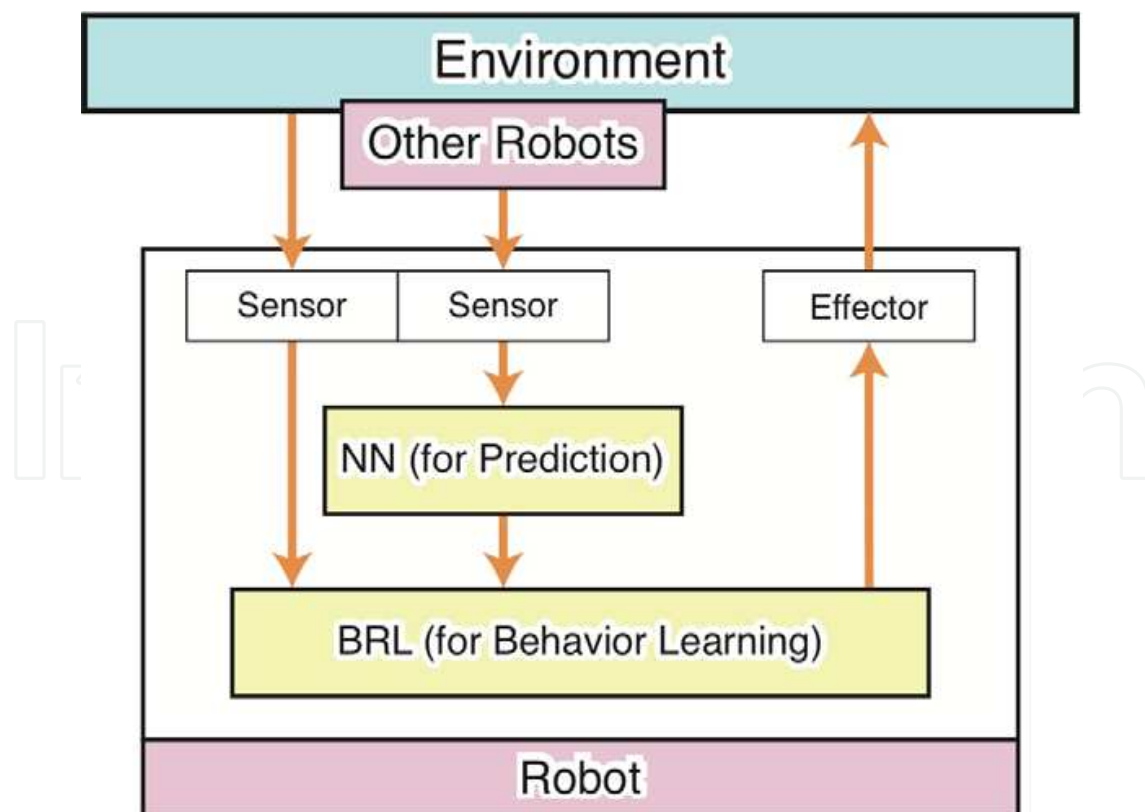 Environment
Other Robots
Sensor
Sensor
Effector
NN (for Prediction)
BRL (for Behavior Learning)
Robot